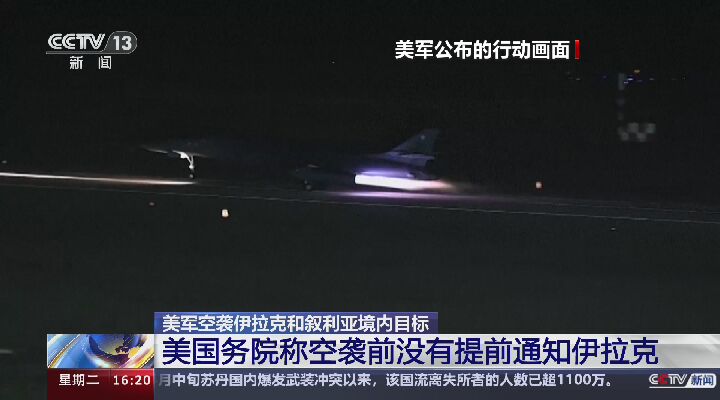 CCTV 13
新闻
美军公布的行动画面
美军空袭伊拉克和叙利亚境内目标
美国务院称空袭前没有提前通知伊拉克
星期二 16:20 月中旬苏丹国内爆发武装冲突以来，该国流离失所者的人数已超1100万。 CCTV 新闻